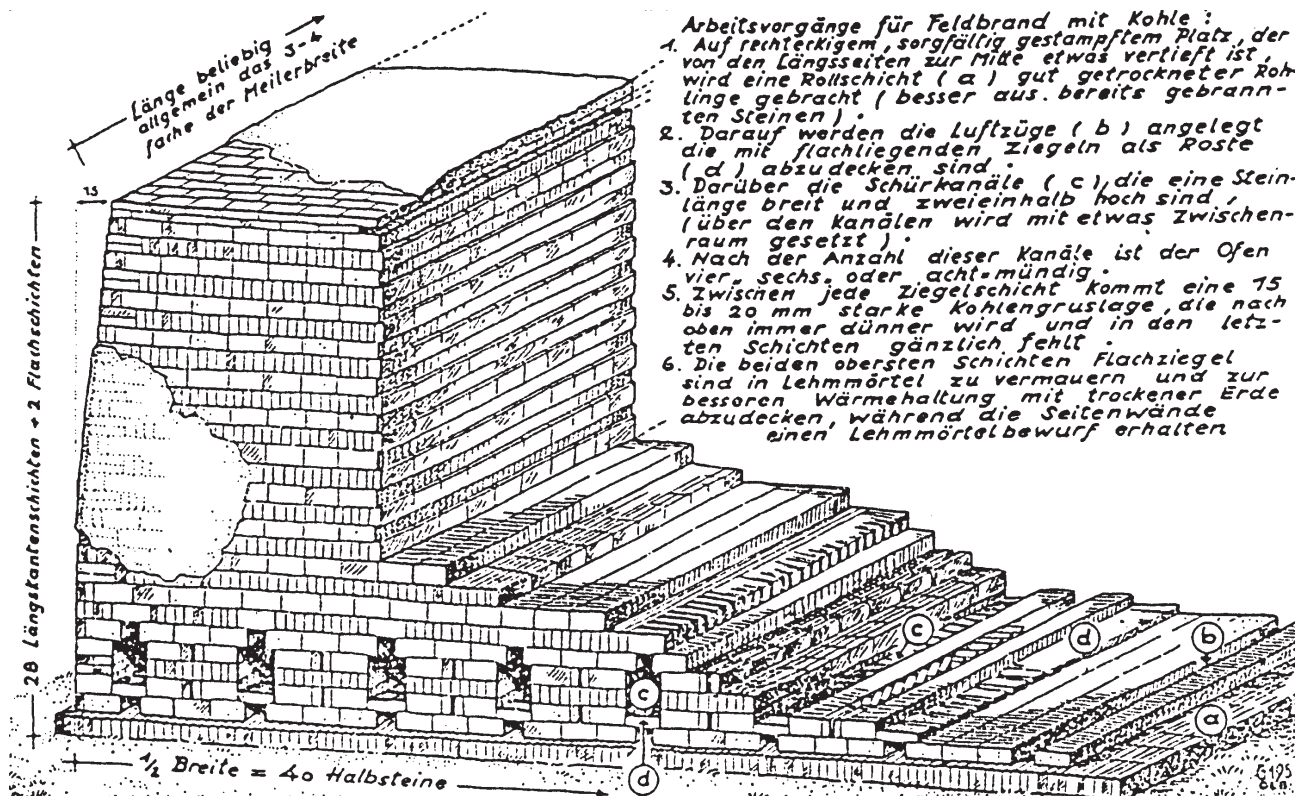 Länge beliebig
allgemein das 3-4
fache der Meilerbreite
Arbeitsvorgänge für Feldbrand mit Kohle :
1. Auf rechteckigem, sorgfältig gestampftem Platz, der
von den Längsseiten zur Mitte etwas vertieft ist,
wird eine Rollschicht ( a ) gut getrockneter Roh-
linge gebracht ( besser aus. bereits gebrann-
ten Steinen ) .
2. Darauf werden die Luftzüge ( b ) angelegt
die mit flachliegenden Ziegeln als Roste
( d ) abzudecken sind .
3. Darüber die Schürkanäle ( c ), die eine Stein-
länge breit und zweieinhalb hoch sind ,
( über den Kanälen wird mit etwas Zwischen-
raum gesetzt ) .
4. Nach der Anzahl dieser Kanäle ist der Ofen
vier-, sechs- oder acht-mündig .
5. Zwischen jede Ziegelschicht kommt eine 15
bis 20 mm starke Kohlengruslage, die nach
oben immer dünner wird und in den letz-
ten Schichten gänzlich fehlt .
6. Die beiden obersten Schichten Flachziegel
sind in Lehmmörtel zu vermauern und zur
besseren Wärmehaltung mit trockener Erde
abzudecken, während die Seitenwände
einen Lehmmörtelbewurf erhalten
15
28 Längstantenschichten + 2 Flachschichten
c
d
b
a
c
d
1/2 Breite = 40 Halbsteine